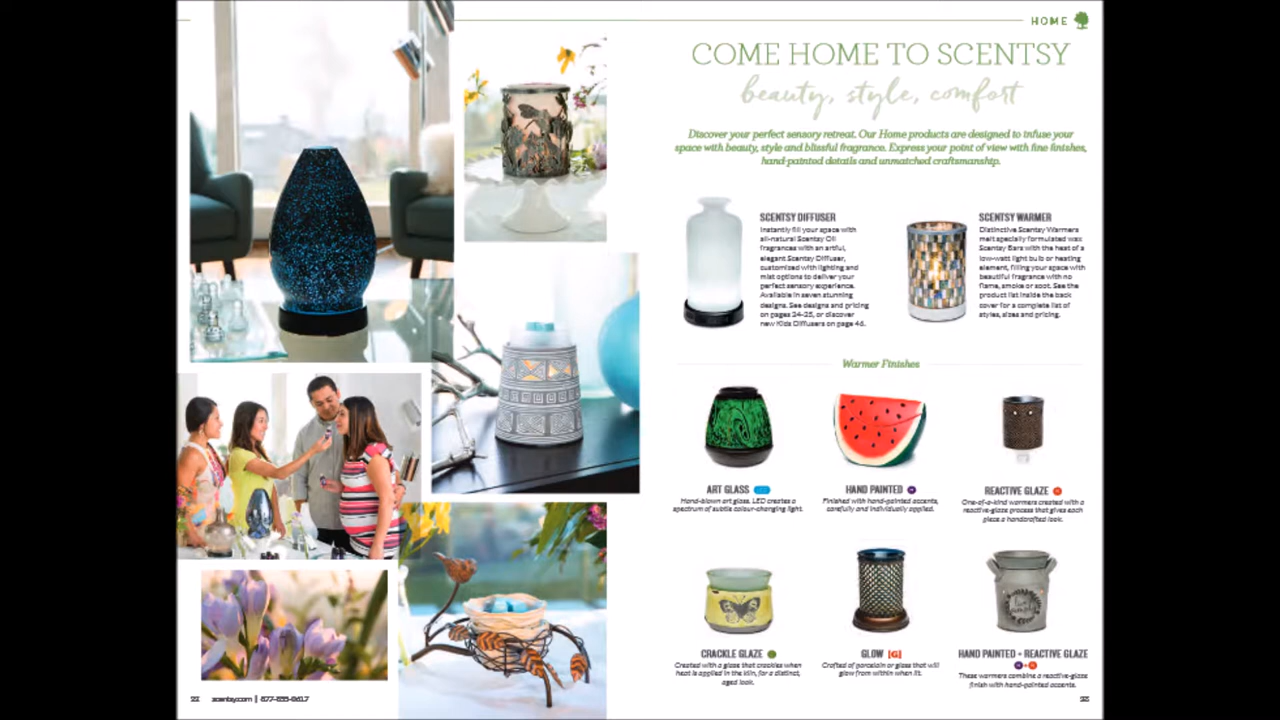 HOME
COME HOME TO SCENTSY
beauty, style, comfort
Discover your perfect sensory retreat. Our Home products are designed to infuse your
space with beauty, style and blissful fragrance. Express your point of view with fine finishes,
hand-painted details and unmatched craftsmanship.
SCENTSY DIFFUSER
Instantly fill your space with
all-natural Scentsy Oil
fragrances with an artful,
elegant Scentsy Diffuser,
customized with lighting and
mist options to deliver your
perfect sensory experience.
Available in seven stunning
designs. See designs and pricing
on pages 24-25, or discover
new Kids Diffusers on page 46.
SCENTSY WARMER
Distinctive Scentsy Warmers
melt specially formulated wax
Scentsy Bars with the heat of a
low-watt light bulb or heating
element, filling your space with
beautiful fragrance with no
flame, smoke or soot. See the
product list inside the back
cover for a complete list of
styles, sizes and pricing.
Warmer Finishes
ART GLASS
Hand-blown art glass. LED creates a
spectrum of subtle colour-changing light.
HAND PAINTED
Finished with hand-painted accents,
carefully and individually applied.
REACTIVE GLAZE
One-of-a-kind warmers created with a
reactive-glaze process that gives each
piece a handcrafted look.
CRACKLE GLAZE
Created with a glaze that crackles when
heat is applied in the kiln, for a distinct,
aged look.
GLOW [G]
Crafted of porcelain or glass that will
glow from within when lit.
HAND PAINTED + REACTIVE GLAZE
These warmers combine a reactive-glaze
finish with hand-painted accents.
22 scentsy.com | 877-855-0617
23